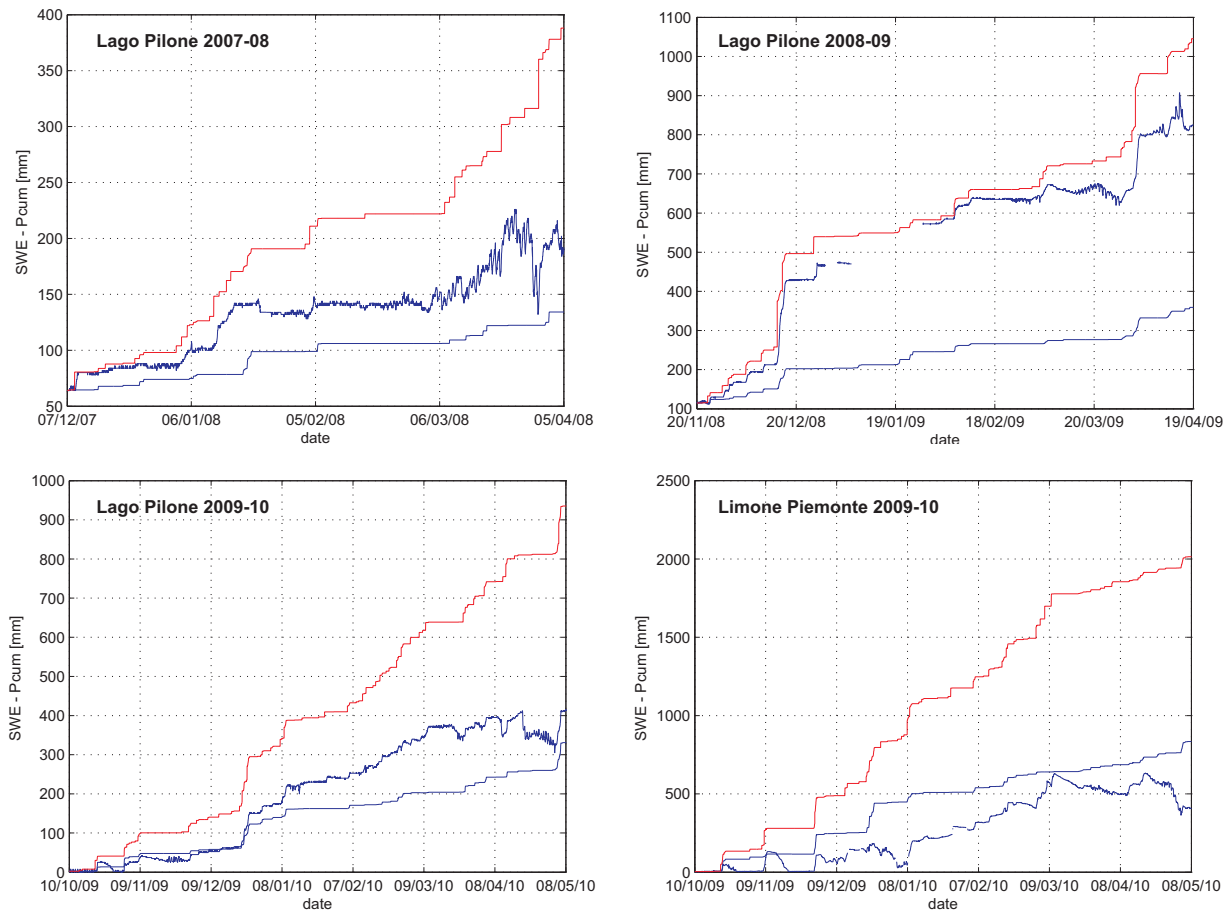 Lago Pilone 2007-08
SWE - Pcum [mm]
400
350
300
250
200
150
100
50
07/12/07 06/01/08 05/02/08 06/03/08 05/04/08
date
Lago Pilone 2008-09
SWE - Pcum [mm]
1100
1000
900
800
700
600
500
400
300
200
100
20/11/08 20/12/08 19/01/09 18/02/09 20/03/09 19/04/09
date
Lago Pilone 2009-10
SWE - Pcum [mm]
1000
900
800
700
600
500
400
300
200
100
0
10/10/09 09/11/09 09/12/09 08/01/10 07/02/10 09/03/10 08/04/10 08/05/10
date
Limone Piemonte 2009-10
SWE - Pcum [mm]
2500
2000
1500
1000
500
0
10/10/09 09/11/09 09/12/09 08/01/10 07/02/10 09/03/10 08/04/10 08/05/10
date